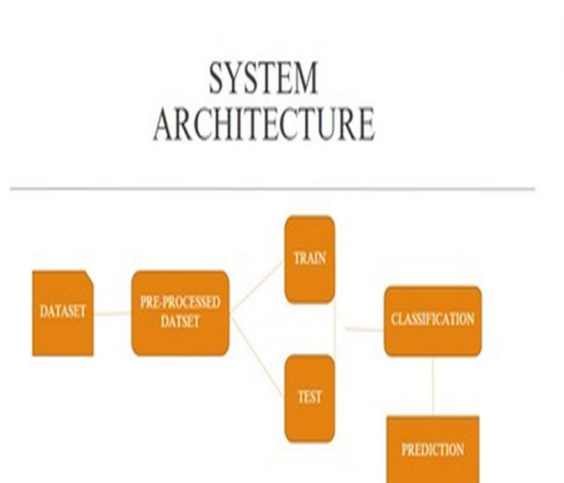 SYSTEM
ARCHITECTURE
DATASET
PRE-PROCESSED
DATSET
TRAIN
TEST
CLASSIFICATION
PREDICTION